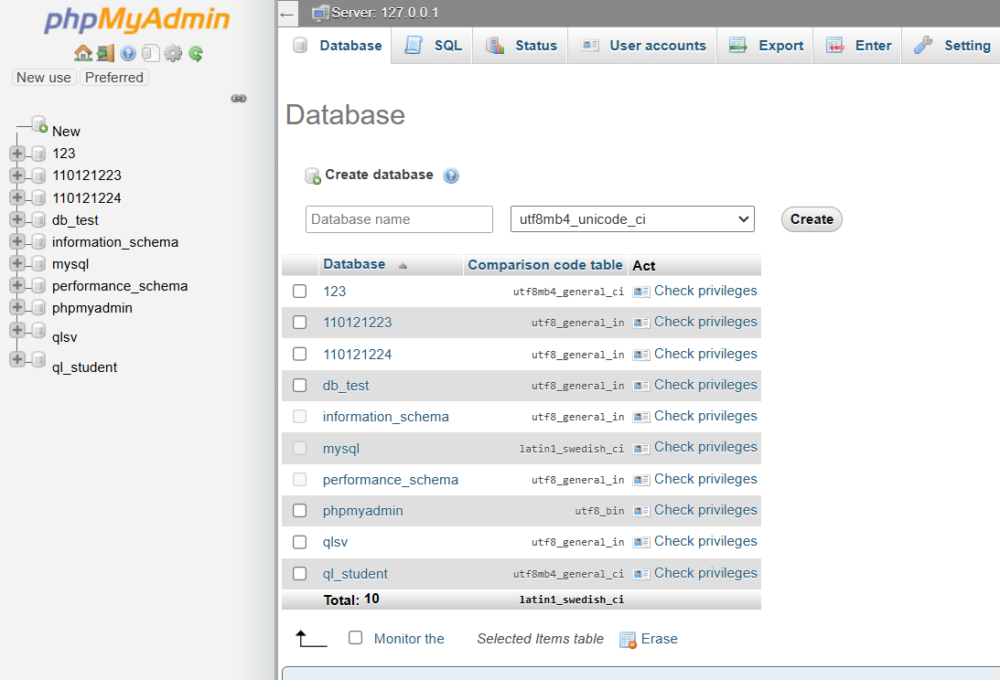 phpMyAdmin
New use Preferred
New
123
110121223
110121224
db_test
information_schema
mysql
performance_schema
phpmyadmin
qlsv
ql_student
← Server: 127.0.0.1
Database SQL Status User accounts Export Enter Setting
Database
Create database
Database name utf8mb4_unicode_ci Create
Database Comparison code table Act
123 utf8mb4_general_ci Check privileges
110121223 utf8_general_in Check privileges
110121224 utf8_general_in Check privileges
db_test utf8_general_in Check privileges
information_schema utf8_general_in Check privileges
mysql latin1_swedish_ci Check privileges
performance_schema utf8_general_in Check privileges
phpmyadmin utf8_bin Check privileges
qlsv utf8_general_in Check privileges
ql_student utf8mb4_general_ci Check privileges
Total: 10 latin1_swedish_ci
Monitor the Selected Items table Erase